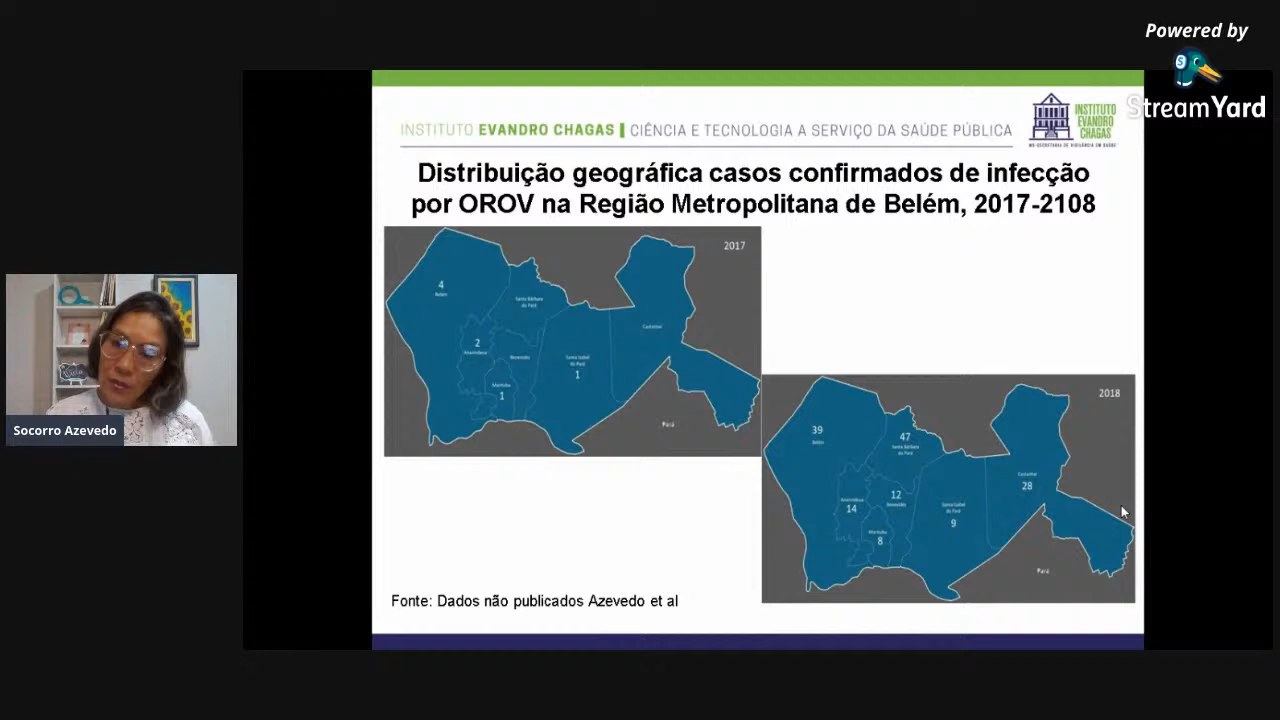 Powered by
StreamYard
INSTITUTO EVANDRO CHAGAS | CIÊNCIA E TECNOLOGIA A SERVIÇO DA SAÚDE PÚBLICA
INSTITUTO
EVANDRO
CHAGAS
MS-SECRETARIA DE VIGILÂNCIA EM SAÚDE
Distribuição geográfica casos confirmados de infecção
por OROV na Região Metropolitana de Belém, 2017-2108
2017
4
Belém
Santa Bárbara
do Pará
2
Ananindeua
Benevides
Castanhal
Santa Isabel
do Pará
1
Marituba
1
Pará
2018
39
Belém
47
Santa Bárbara
do Pará
Castanhal
28
12
Benevides
Ananindeua
14
Santa Isabel
do Pará
9
Marituba
8
Pará
Fonte: Dados não publicados Azevedo et al
Socorro Azevedo